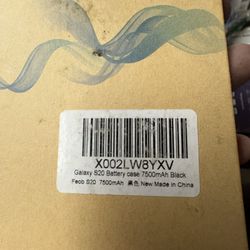 X002LW8YXV
Galaxy S20 Battery case 7500mAh Black
Feob S20 7500mAh 黑色 New Made in China